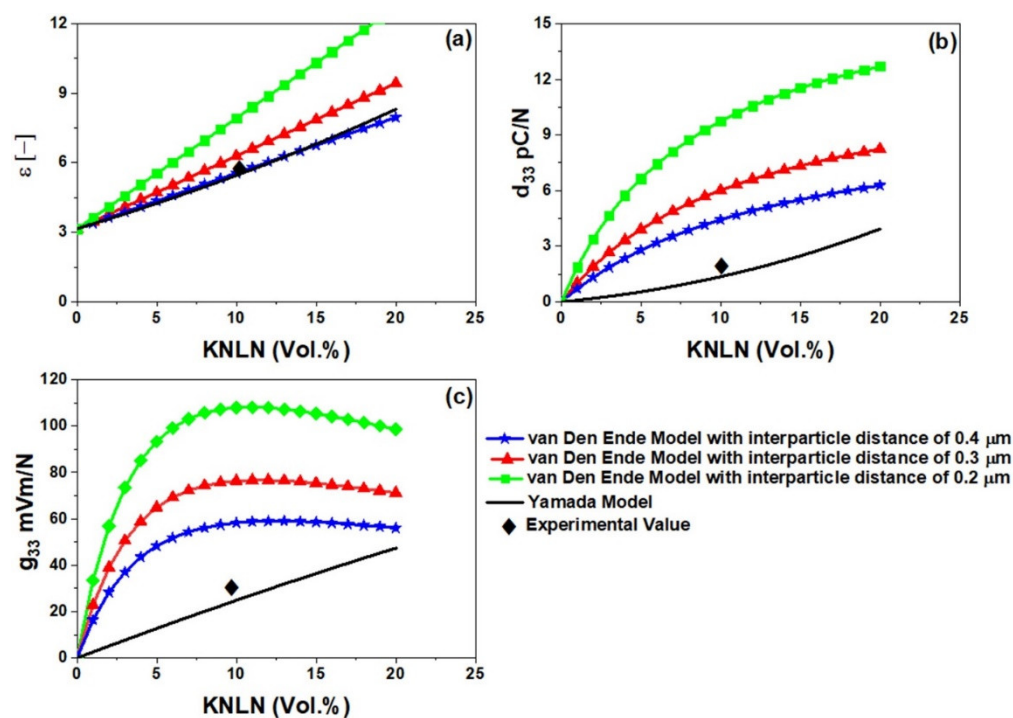 (a)
12
9
6
3
0
ε [−]
0 5 10 15 20 25
KNLN (Vol.%)
(b)
15
12
9
6
3
0
d33 pC/N
0 5 10 15 20 25
KNLN (Vol.%)
(c)
120
100
80
60
40
20
0
g33 mVm/N
0 5 10 15 20 25
KNLN (Vol.%)
van Den Ende Model with interparticle distance of 0.4 μm
van Den Ende Model with interparticle distance of 0.3 μm
van Den Ende Model with interparticle distance of 0.2 μm
Yamada Model
Experimental Value